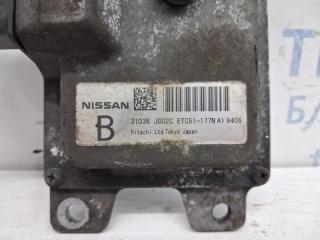 NISSAN
B
31036 JD02C ETC51-177N A1 9406
Hitachi.Ltd Tokyo Japan